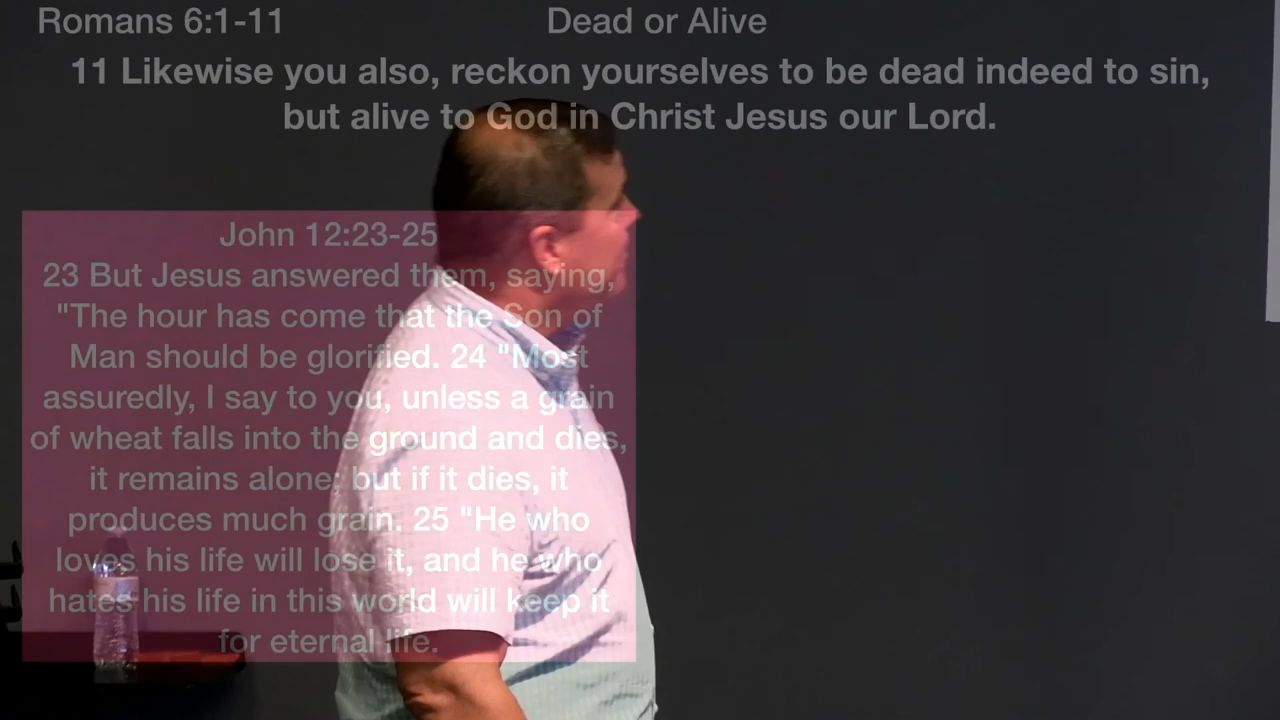 Romans 6:1-11
Dead or Alive
11 Likewise you also, reckon yourselves to be dead indeed to sin,
but alive to God in Christ Jesus our Lord.
John 12:23-25
23 But Jesus answered them, saying,
"The hour has come that the Son of
Man should be glorified. 24 "Most
assuredly, I say to you, unless a grain
of wheat falls into the ground and dies,
it remains alone; but if it dies, it
produces much grain. 25 "He who
loves his life will lose it, and he who
hates his life in this world will keep it
for eternal life.